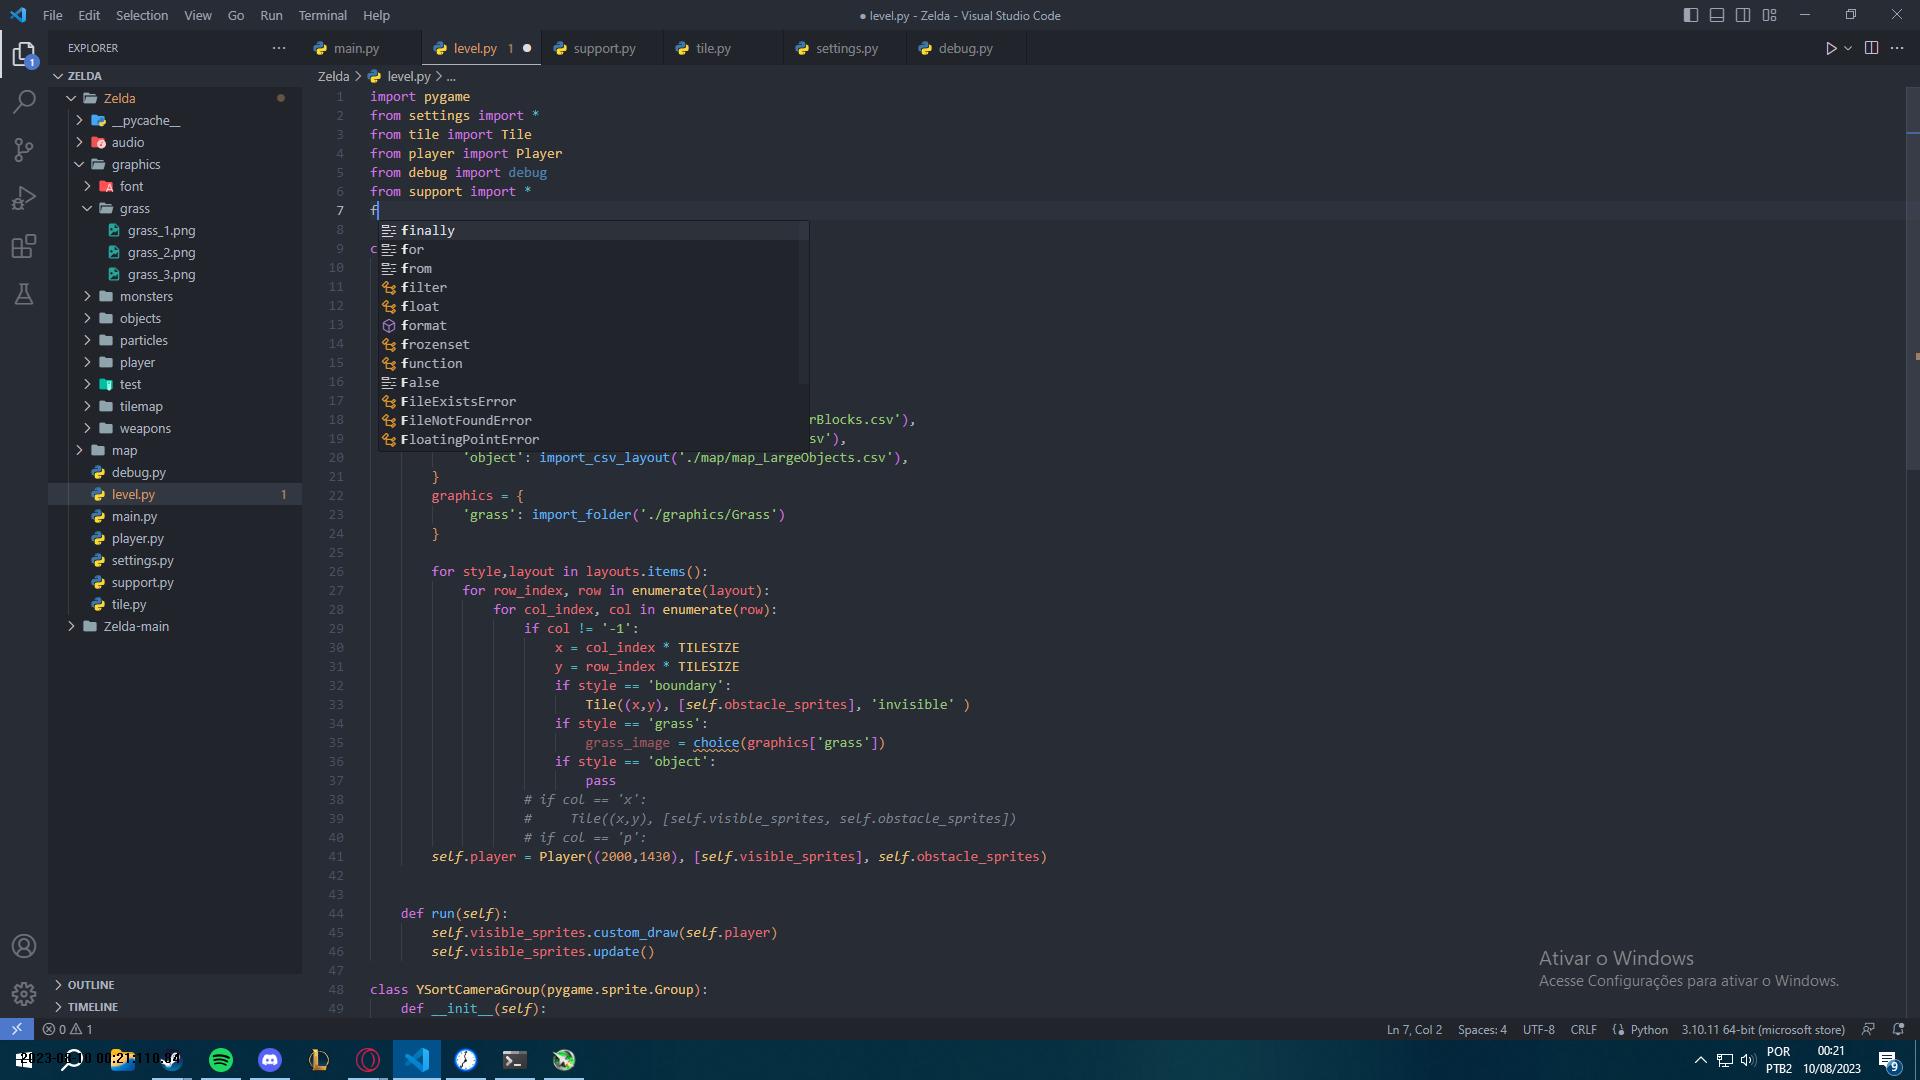 File Edit Selection View Go Run Terminal Help
● level.py - Zelda - Visual Studio Code
EXPLORER
main.py
level.py 1
support.py
tile.py
settings.py
debug.py
ZELDA
Zelda
__pycache__
audio
graphics
font
grass
grass_1.png
grass_2.png
grass_3.png
monsters
objects
particles
player
test
tilemap
weapons
map
debug.py
level.py 1
main.py
player.py
settings.py
support.py
tile.py
Zelda-main
OUTLINE
TIMELINE
Zelda > level.py > ...
1 import pygame
2 from settings import *
3 from tile import Tile
4 from player import Player
5 from debug import debug
6 from support import *
7 f
8 finally
9 c for
10 from
11 filter
12 float
13 format
14 frozenset
15 function
16 False
17 FileExistsError
18 FileNotFoundError rBlocks.csv'),
19 FloatingPointError sv'),
20 'object': import_csv_layout('./map/map_LargeObjects.csv'),
21 }
22 graphics = {
23 'grass': import_folder('./graphics/Grass')
24 }
25
26 for style,layout in layouts.items():
27 for row_index, row in enumerate(layout):
28 for col_index, col in enumerate(row):
29 if col != '-1':
30 x = col_index * TILESIZE
31 y = row_index * TILESIZE
32 if style == 'boundary':
33 Tile((x,y), [self.obstacle_sprites], 'invisible' )
34 if style == 'grass':
35 grass_image = choice(graphics['grass'])
36 if style == 'object':
37 pass
38 # if col == 'x':
39 #     Tile((x,y), [self.visible_sprites, self.obstacle_sprites])
40 # if col == 'p':
41 self.player = Player((2000,1430), [self.visible_sprites], self.obstacle_sprites)
42
43
44 def run(self):
45 self.visible_sprites.custom_draw(self.player)
46 self.visible_sprites.update()
47
48 class YSortCameraGroup(pygame.sprite.Group):
49 def __init__(self):
Ativar o Windows
Acesse Configurações para ativar o Windows.
0 1
Ln 7, Col 2 Spaces: 4 UTF-8 CRLF Python 3.10.11 64-bit (microsoft store)
POR
PTB2
00:21
10/08/2023
9